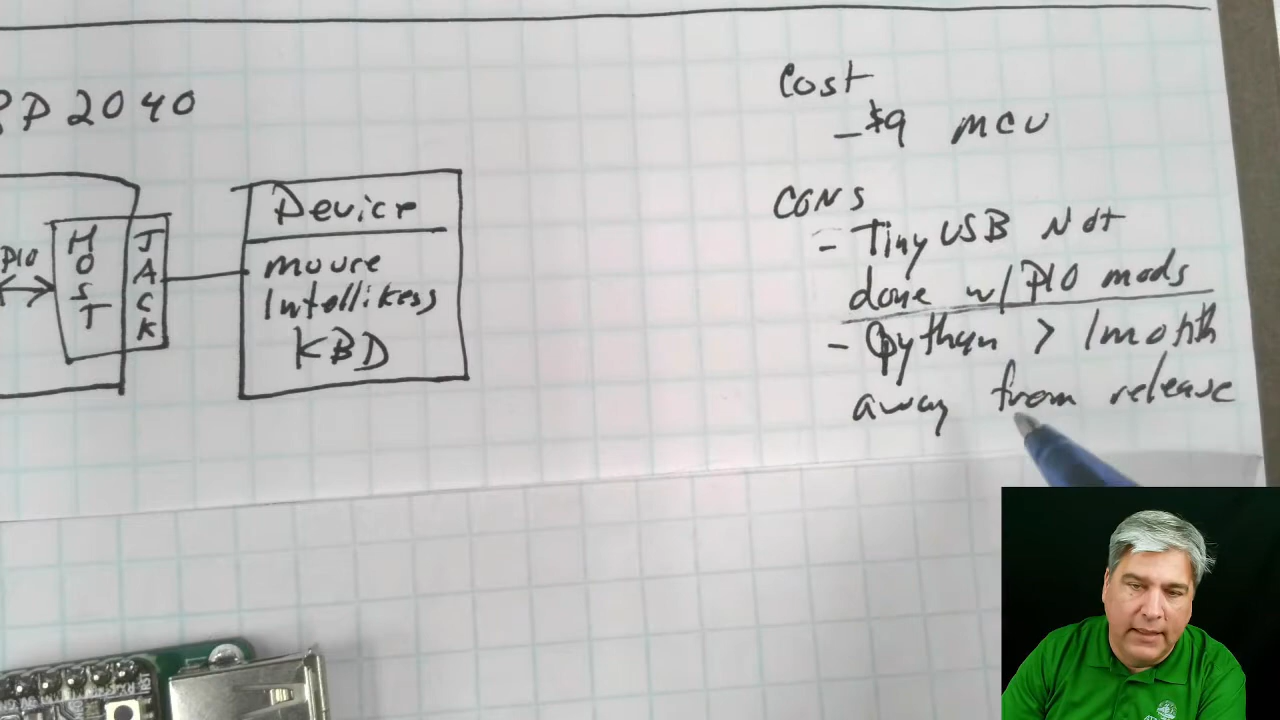 RP2040
PIO
HOST
JACK
Device
mouse
Intellikeys
KBD
Cost
- $9 MCU
CONS
- Tiny USB Not
done w/ PIO mods
- python > 1 month
away from release